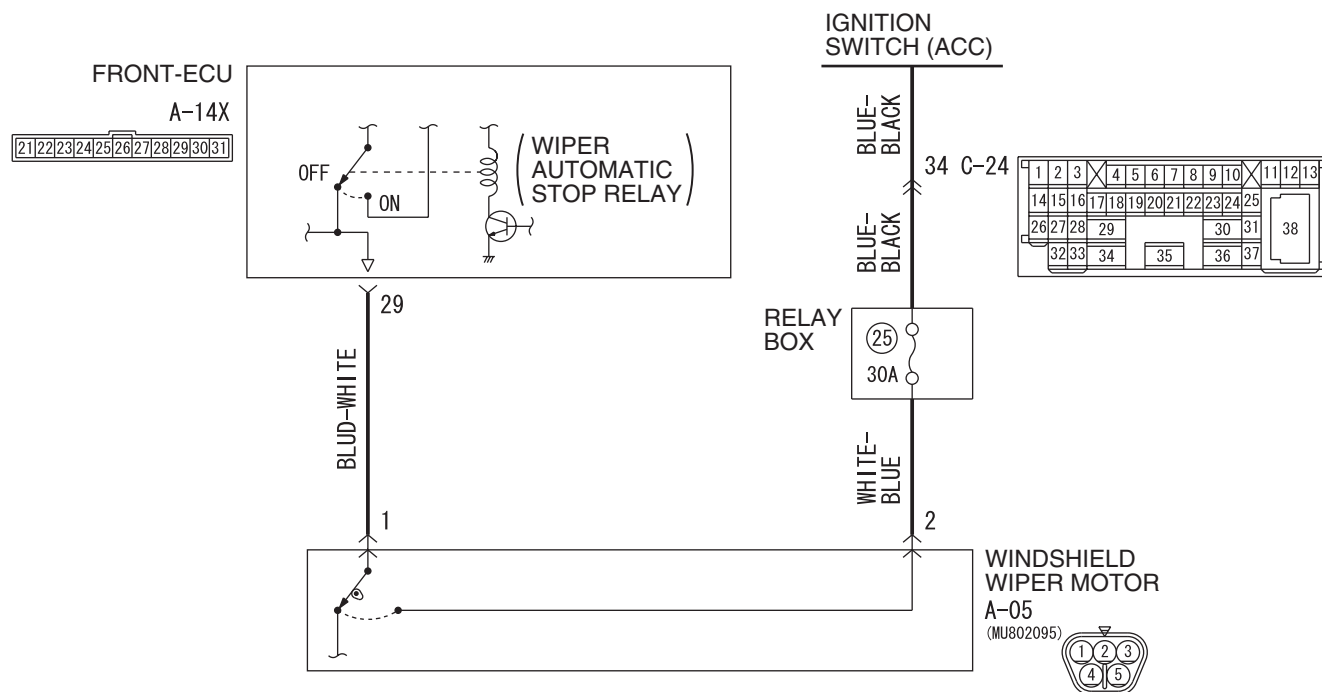 IGNITION
SWITCH (ACC)
FRONT-ECU
A-14X
21 22 23 24 25 26 27 28 29 30 31
OFF
ON
(WIPER
AUTOMATIC
STOP RELAY)
BLUE-
BLACK
34 C-24
1 2 3 4 5 6 7 8 9 10 11 12 13
14 15 16 17 18 19 20 21 22 23 24 25
26 27 28 29 30 31 38
32 33 34 35 36 37
BLUE-
BLACK
29
RELAY
BOX
25
30A
BLUD-WHITE
WHITE-
BLUE
1
2
WINDSHIELD
WIPER MOTOR
A-05
(MU802095)
1 2 3
4 5